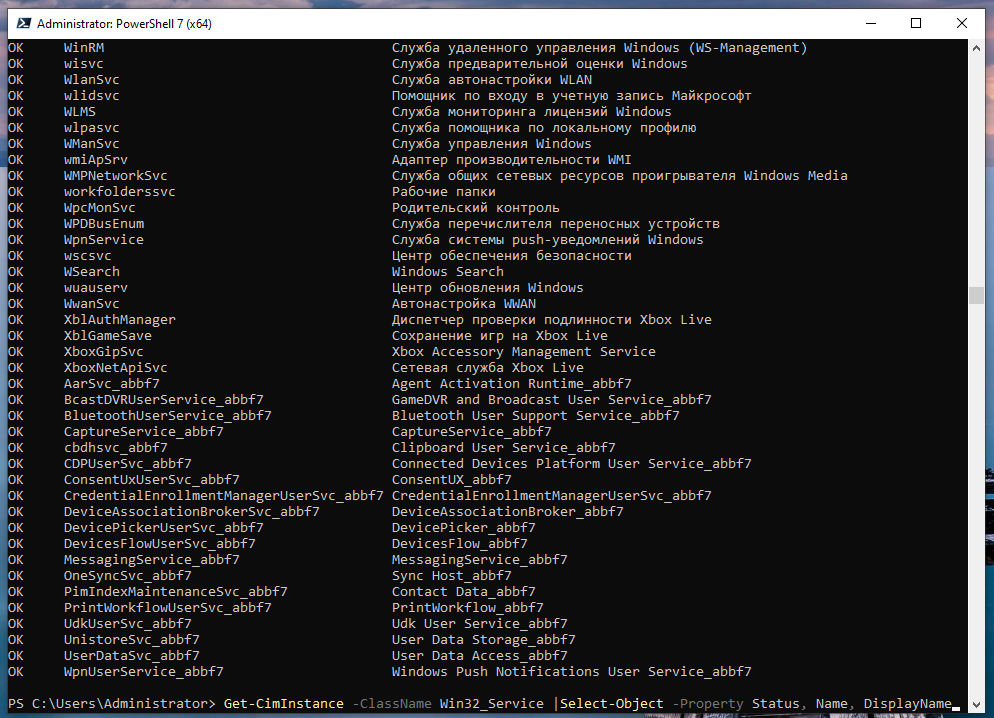 Administrator: PowerShell 7 (x64)
OK WinRM Служба удаленного управления Windows (WS-Management)
OK wisvc Служба предварительной оценки Windows
OK WlanSvc Служба автонастройки WLAN
OK wlidsvc Помощник по входу в учетную запись Майкрософт
OK WLMS Служба мониторинга лицензий Windows
OK wlpasvc Служба помощника по локальному профилю
OK WManSvc Служба управления Windows
OK wmiApSrv Адаптер производительности WMI
OK WMPNetworkSvc Служба общих сетевых ресурсов проигрывателя Windows Media
OK workfolderssvc Рабочие папки
OK WpcMonSvc Родительский контроль
OK WPDBusEnum Служба перечислителя переносных устройств
OK WpnService Служба системы push-уведомлений Windows
OK wscsvc Центр обеспечения безопасности
OK WSearch Windows Search
OK wuauserv Центр обновления Windows
OK WwanSvc Автонастройка WWAN
OK XblAuthManager Диспетчер проверки подлинности Xbox Live
OK XblGameSave Сохранение игр на Xbox Live
OK XboxGipSvc Xbox Accessory Management Service
OK XboxNetApiSvc Сетевая служба Xbox Live
OK AarSvc_abbf7 Agent Activation Runtime_abbf7
OK BcastDVRUserService_abbf7 GameDVR and Broadcast User Service_abbf7
OK BluetoothUserService_abbf7 Bluetooth User Support Service_abbf7
OK CaptureService_abbf7 CaptureService_abbf7
OK cbdhsvc_abbf7 Clipboard User Service_abbf7
OK CDPUserSvc_abbf7 Connected Devices Platform User Service_abbf7
OK ConsentUxUserSvc_abbf7 ConsentUX_abbf7
OK CredentialEnrollmentManagerUserSvc_abbf7 CredentialEnrollmentManagerUserSvc_abbf7
OK DeviceAssociationBrokerSvc_abbf7 DeviceAssociationBroker_abbf7
OK DevicePickerUserSvc_abbf7 DevicePicker_abbf7
OK DevicesFlowUserSvc_abbf7 DevicesFlow_abbf7
OK MessagingService_abbf7 MessagingService_abbf7
OK OneSyncSvc_abbf7 Sync Host_abbf7
OK PimIndexMaintenanceSvc_abbf7 Contact Data_abbf7
OK PrintWorkflowUserSvc_abbf7 PrintWorkflow_abbf7
OK UdkUserSvc_abbf7 Udk User Service_abbf7
OK UnistoreSvc_abbf7 User Data Storage_abbf7
OK UserDataSvc_abbf7 User Data Access_abbf7
OK WpnUserService_abbf7 Windows Push Notifications User Service_abbf7
PS C:\Users\Administrator> Get-CimInstance -ClassName Win32_Service |Select-Object -Property Status, Name, DisplayName